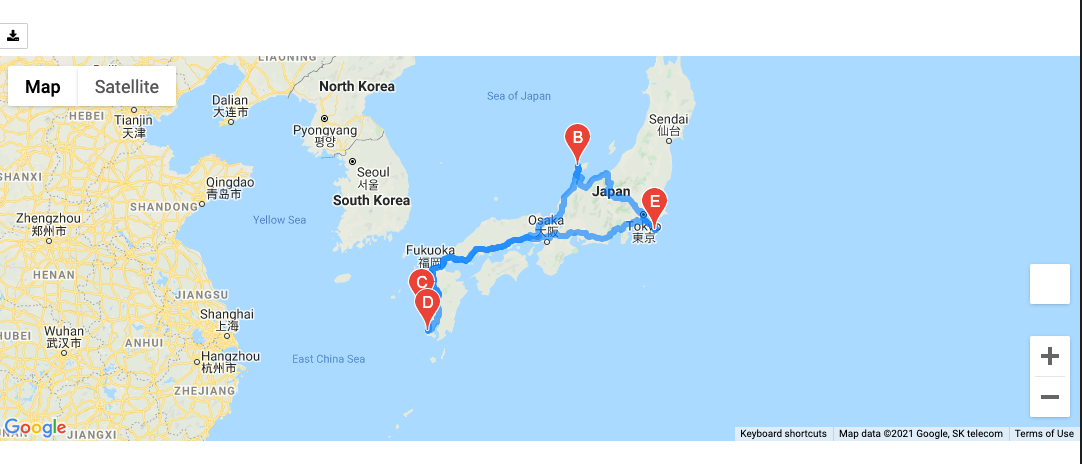 LIAONING
Map
Satellite
North Korea
Sea of Japan
Dalian
大连市
HEBEI
Tianjin
天津
Pyongyang
평양
Sendai
仙台
B
Seoul
서울
South Korea
SHANXI
Qingdao
青岛市
SHANDONG
Japan
E
Yellow Sea
Zhengzhou
郑州市
Osaka
大阪
Tokyo
東京
Fukuoka
福岡
HENAN
C
D
JIANGSU
Shanghai
上海
HUBEI
Wuhan
武汉市
ANHUI
Hangzhou
杭州市
East China Sea
ZHEJIANG
Google
JIANGXI
Keyboard shortcuts
Map data ©2021 Google, SK telecom
Terms of Use